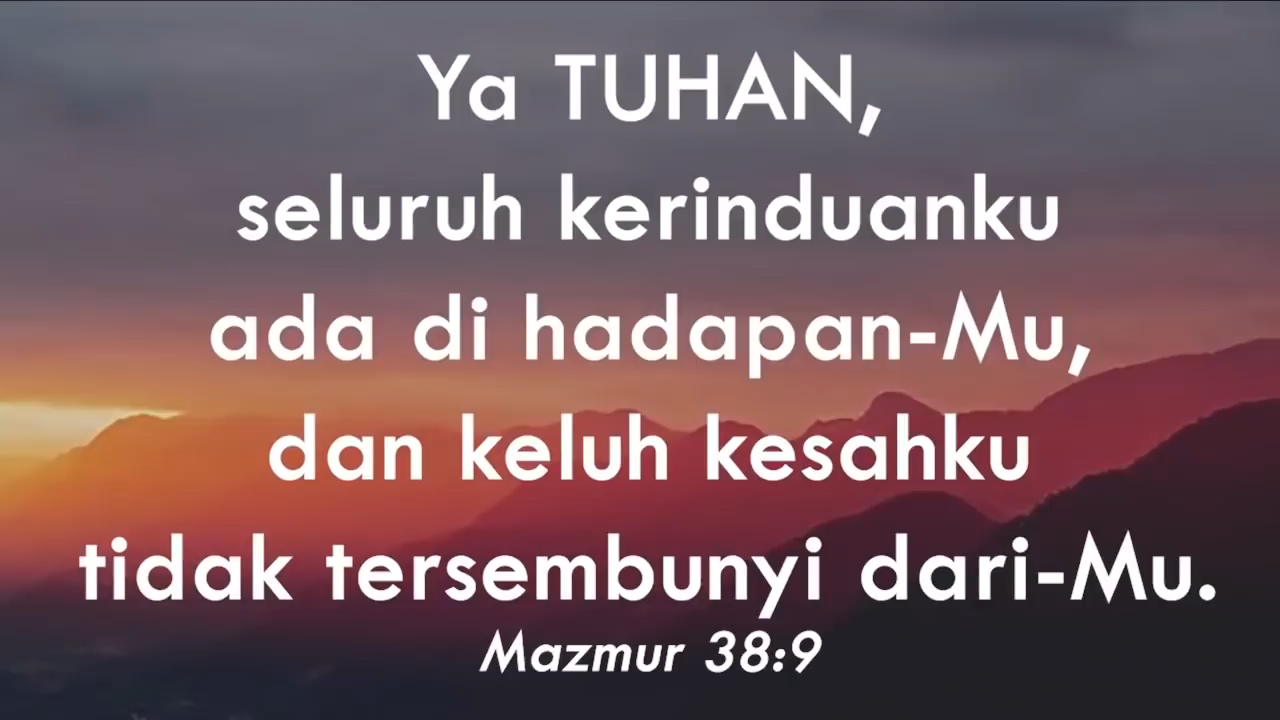 Ya TUHAN,
seluruh kerinduanku
ada di hadapan-Mu,
dan keluh kesahku
tidak tersembunyi dari-Mu.
Mazmur 38:9